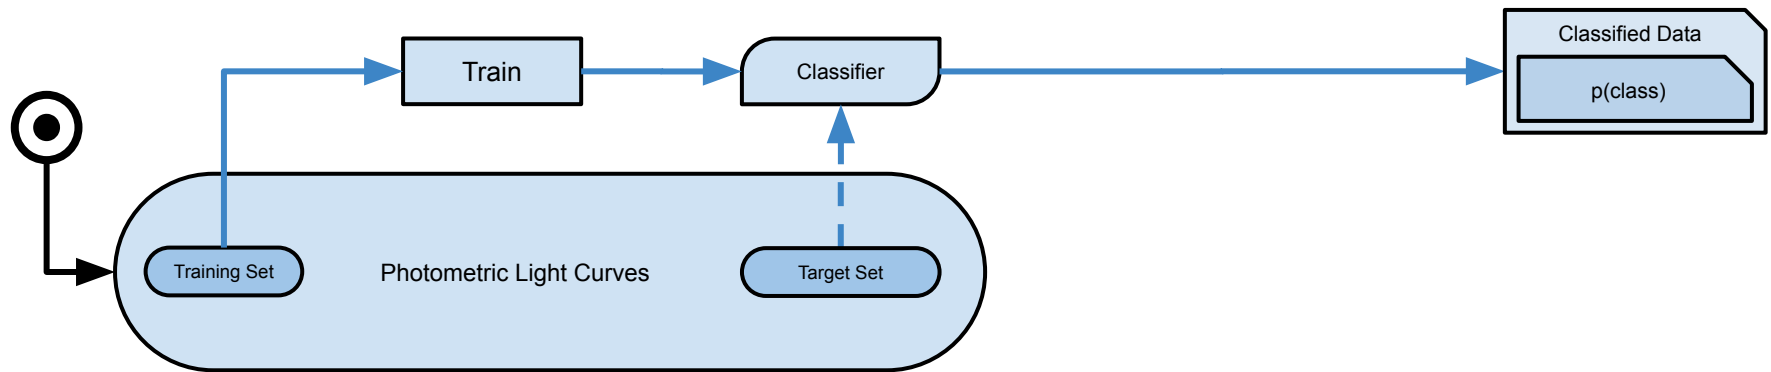 Classified Data
Train
Classifier
p(class)
Training Set
Photometric Light Curves
Target Set